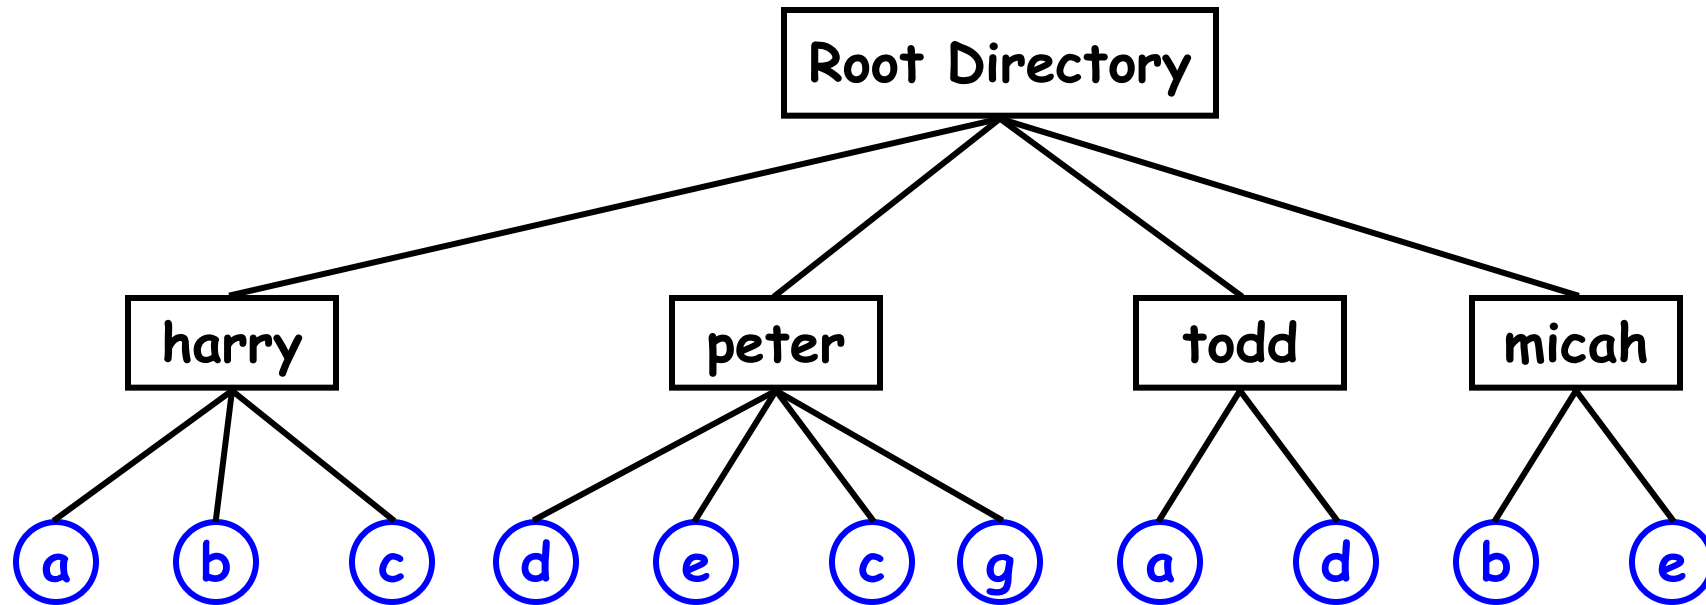 Root Directory
harry peter todd micah
a b c d e c g a d b e